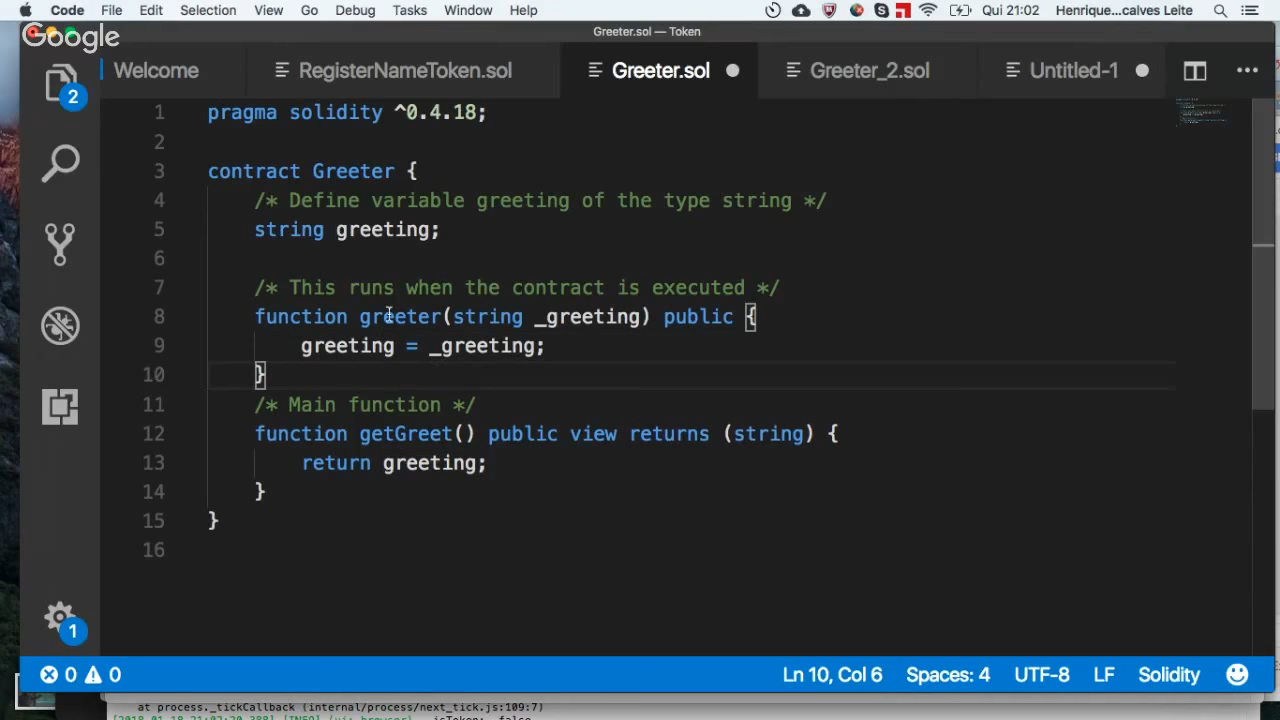 Code File Edit Selection View Go Debug Tasks Window Help Qui 21:02 Henrique...calves Leite
Google
Greeter.sol — Token
Welcome RegisterNameToken.sol Greeter.sol Greeter_2.sol Untitled-1
2
1 pragma solidity ^0.4.18;
2
3 contract Greeter {
4 /* Define variable greeting of the type string */
5 string greeting;
6
7 /* This runs when the contract is executed */
8 function greeter(string _greeting) public {
9 greeting = _greeting;
10 }
11 /* Main function */
12 function getGreet() public view returns (string) {
13 return greeting;
14 }
15 }
16
1
0 0 Ln 10, Col 6 Spaces: 4 UTF-8 LF Solidity
at process._tickCallback (internal/process/next_tick.js:109:7)